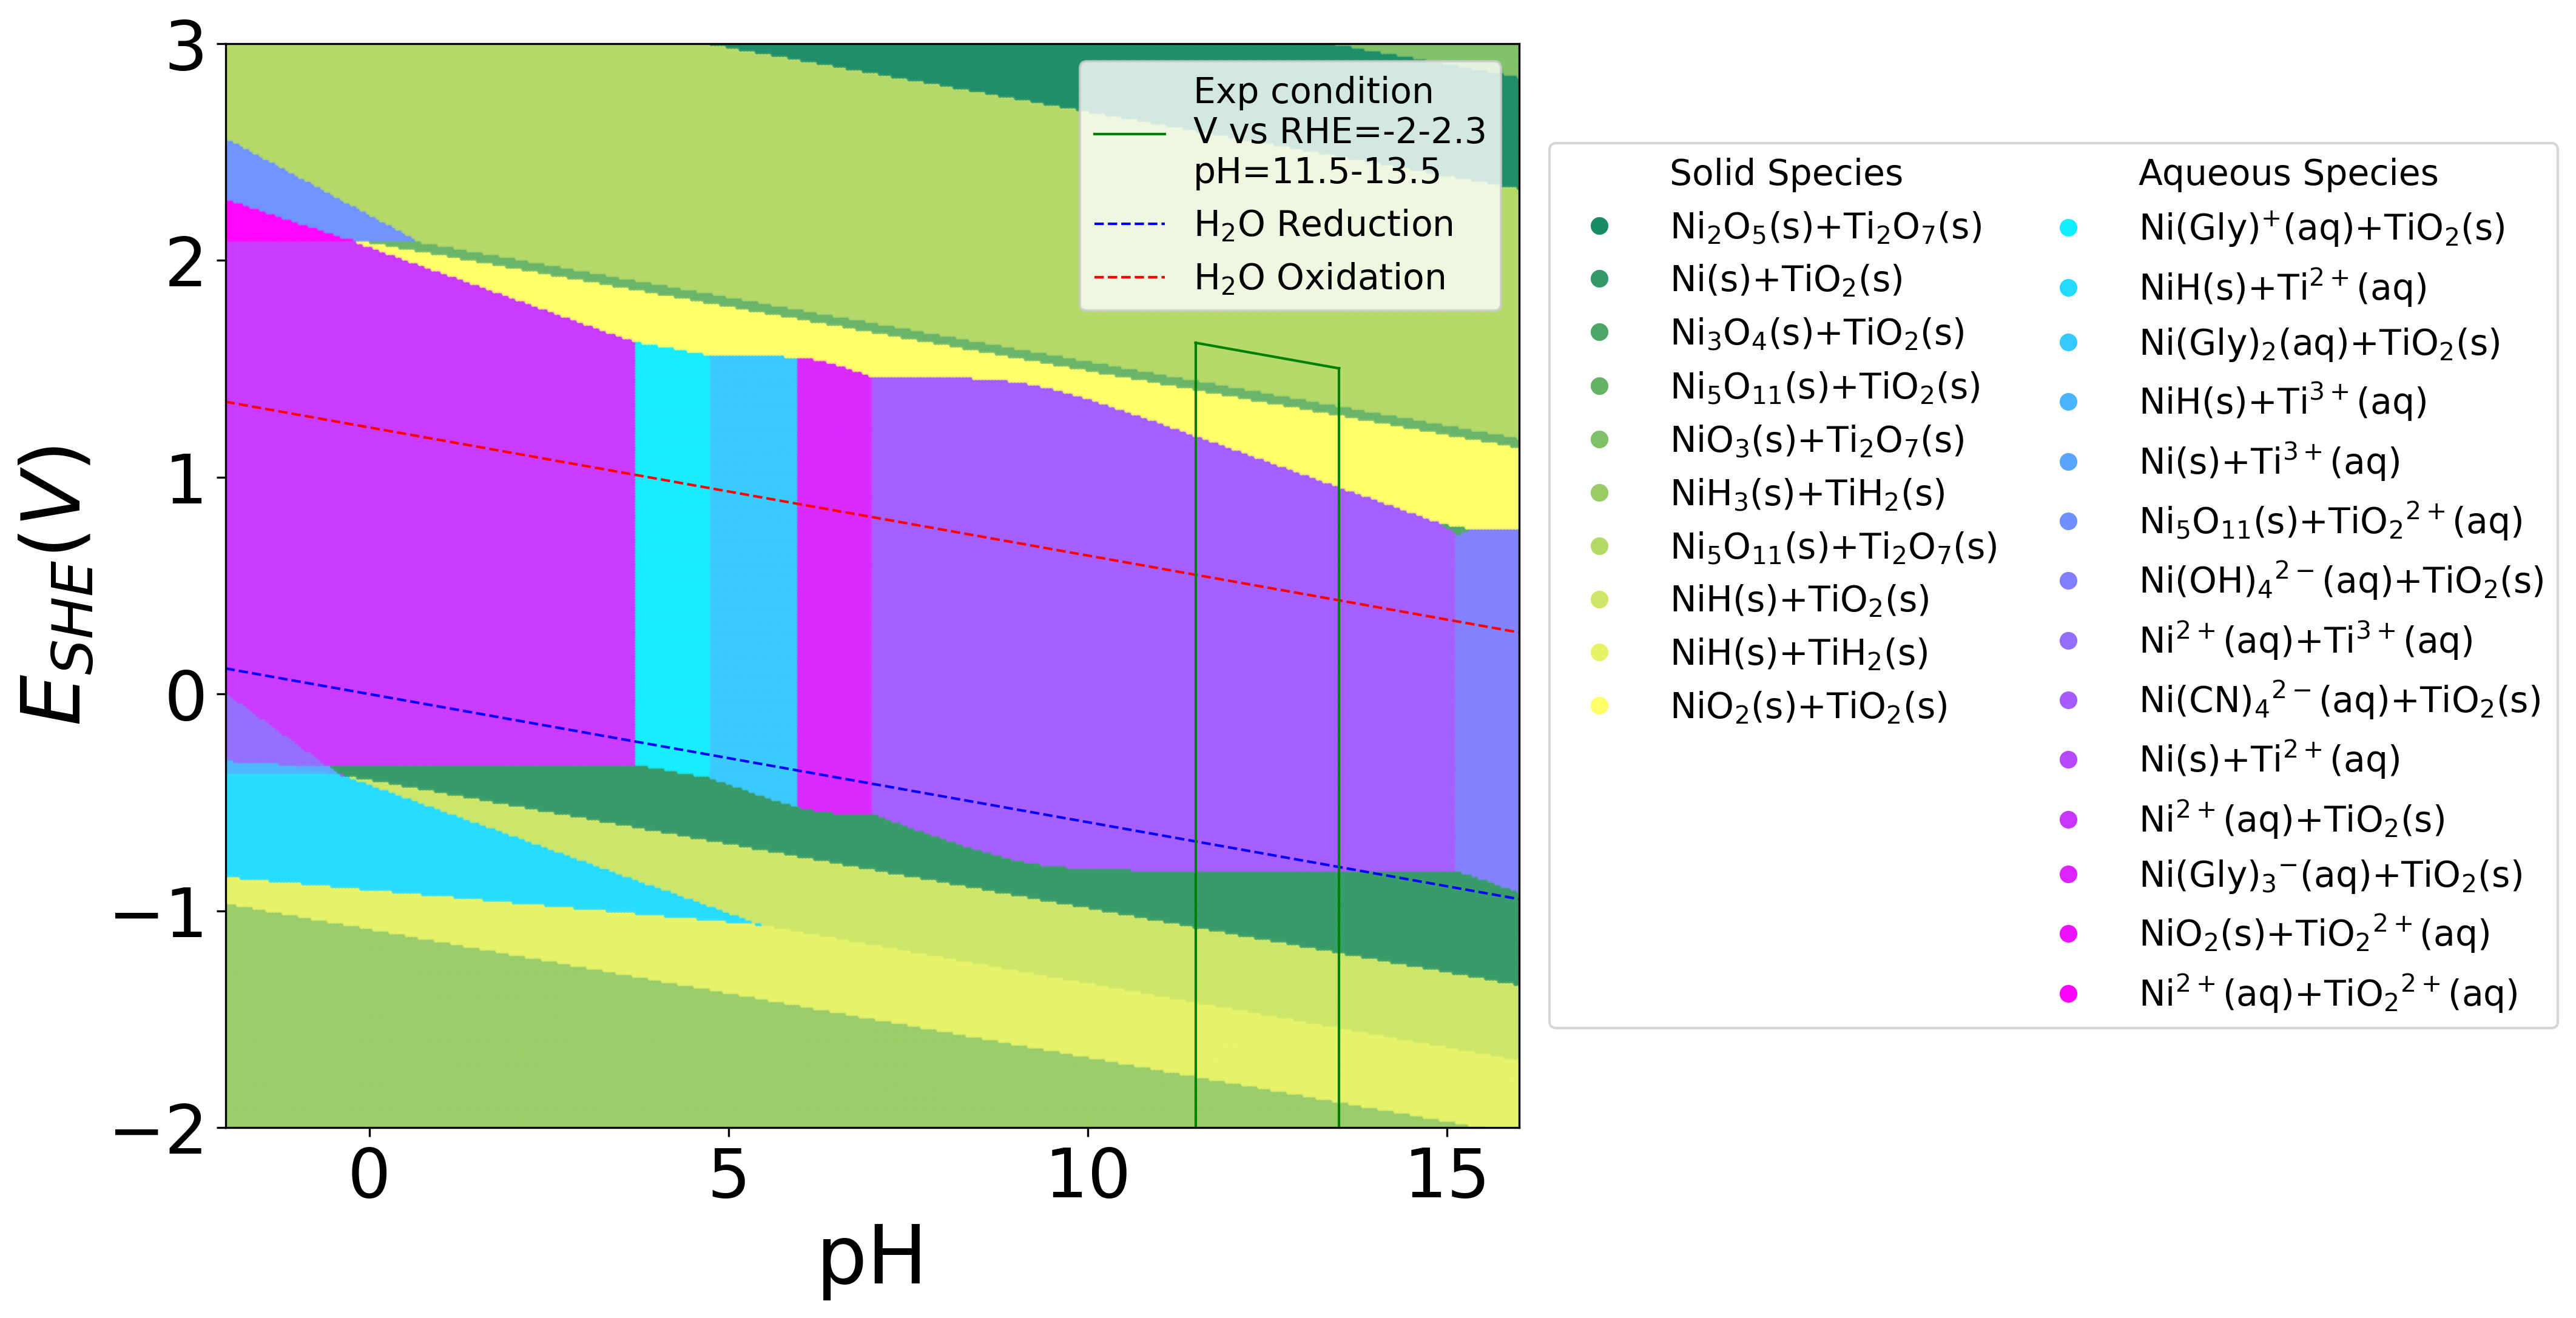 3
2
1
0
−1
−2
E_{SHE}(V)
0
5
10
15
pH
Exp condition
V vs RHE=-2-2.3
pH=11.5-13.5
H₂O Reduction
H₂O Oxidation
Solid Species
Ni₂O₅(s)+Ti₂O₇(s)
Ni(s)+TiO₂(s)
Ni₃O₄(s)+TiO₂(s)
Ni₅O₁₁(s)+TiO₂(s)
NiO₃(s)+Ti₂O₇(s)
NiH₃(s)+TiH₂(s)
Ni₅O₁₁(s)+Ti₂O₇(s)
NiH(s)+TiO₂(s)
NiH(s)+TiH₂(s)
NiO₂(s)+TiO₂(s)
Aqueous Species
Ni(Gly)⁺(aq)+TiO₂(s)
NiH(s)+Ti²⁺(aq)
Ni(Gly)₂(aq)+TiO₂(s)
NiH(s)+Ti³⁺(aq)
Ni(s)+Ti³⁺(aq)
Ni₅O₁₁(s)+TiO₂²⁺(aq)
Ni(OH)₄²⁻(aq)+TiO₂(s)
Ni²⁺(aq)+Ti³⁺(aq)
Ni(CN)₄²⁻(aq)+TiO₂(s)
Ni(s)+Ti²⁺(aq)
Ni²⁺(aq)+TiO₂(s)
Ni(Gly)₃⁻(aq)+TiO₂(s)
NiO₂(s)+TiO₂²⁺(aq)
Ni²⁺(aq)+TiO₂²⁺(aq)